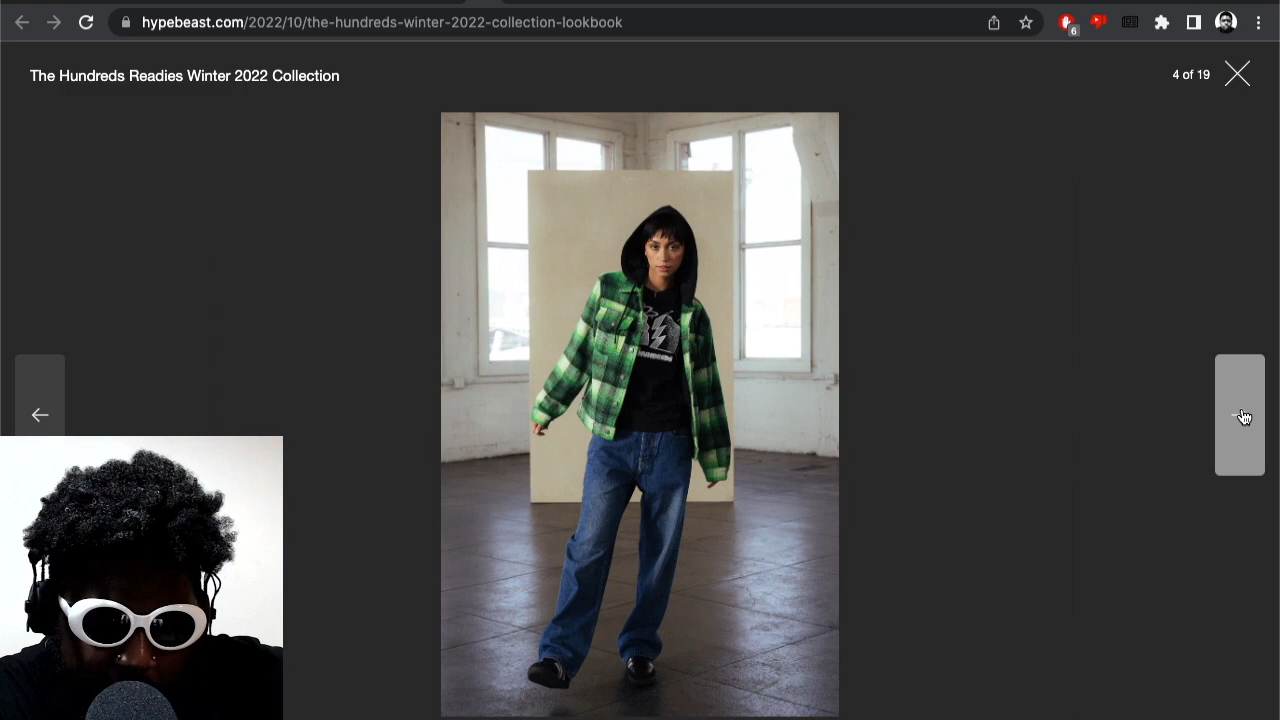 hypebeast.com/2022/10/the-hundreds-winter-2022-collection-lookbook
6
The Hundreds Readies Winter 2022 Collection
4 of 19